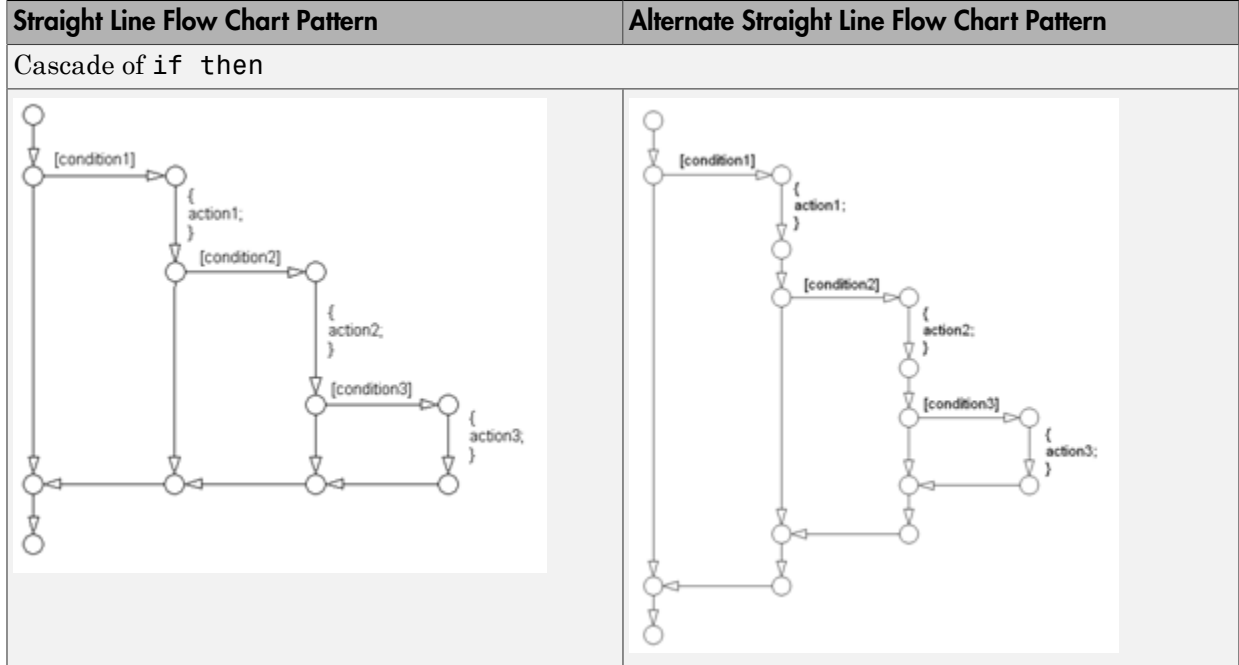 Straight Line Flow Chart Pattern
Alternate Straight Line Flow Chart Pattern
Cascade of if then
[condition1]
{
action1;
}
[condition2]
{
action2;
}
[condition3]
{
action3;
}
[condition1]
{
action1;
}
[condition2]
{
action2;
}
[condition3]
{
action3;
}